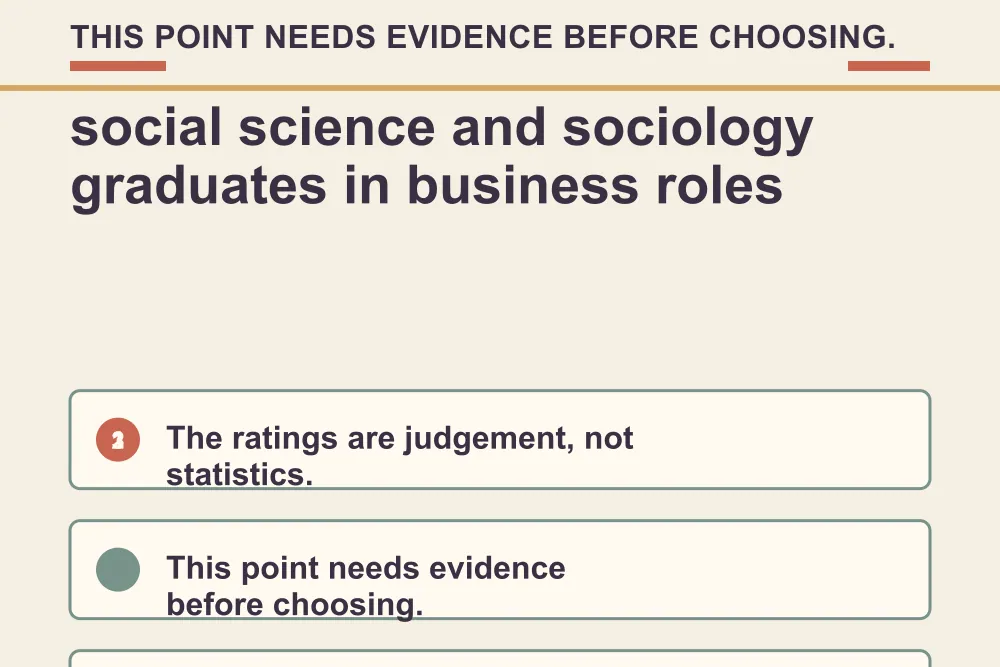 THIS POINT NEEDS EVIDENCE BEFORE CHOOSING.
social science and sociology
graduates in business roles
The ratings are judgement, not
statistics.
This point needs evidence
before choosing.